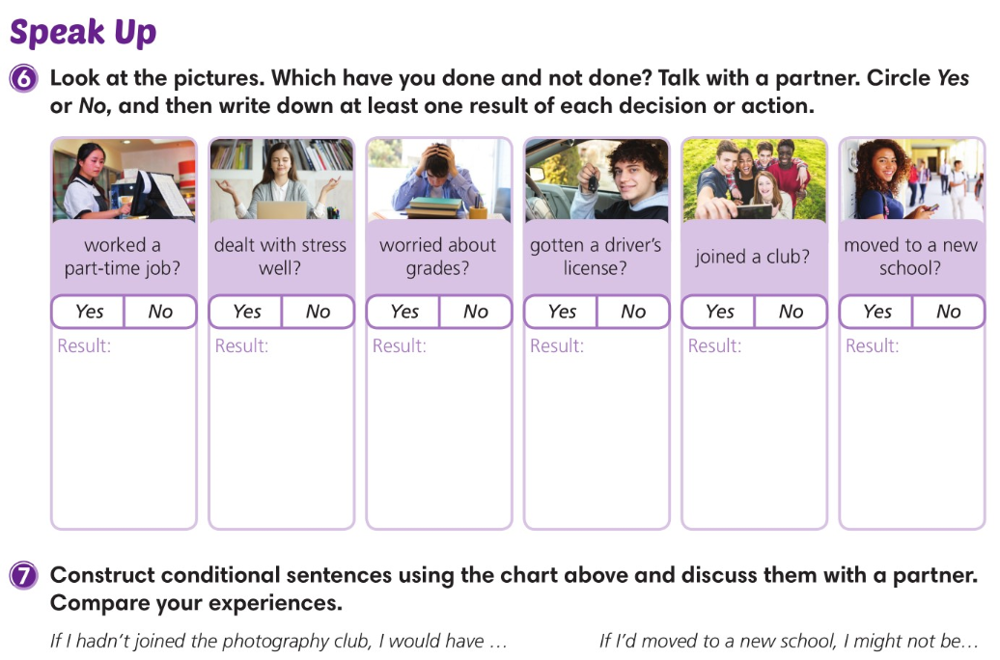 Speak Up
6 Look at the pictures. Which have you done and not done? Talk with a partner. Circle Yes
or No, and then write down at least one result of each decision or action.
worked a
part-time job?
dealt with stress
well?
worried about
grades?
gotten a driver's
license?
joined a club?
moved to a new
school?
Yes No
Yes No
Yes No
Yes No
Yes No
Yes No
Result:
Result:
Result:
Result:
Result:
Result:
7 Construct conditional sentences using the chart above and discuss them with a partner.
Compare your experiences.
If I hadn't joined the photography club, I would have …
If I'd moved to a new school, I might not be…